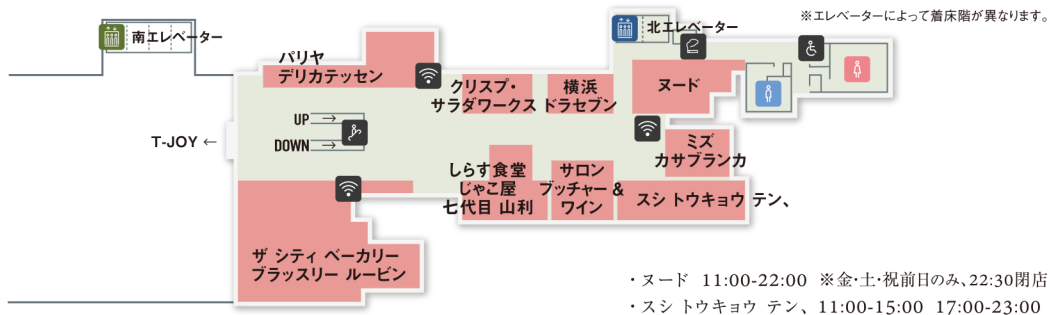 ※エレベーターによって着床階が異なります。
南エレベーター
北エレベーター
パリヤ
デリカテッセン
クリスプ・
サラダワークス
横浜
ドラセブン
ヌード
UP →
DOWN →
T-JOY ←
ミズ
カサブランカ
しらす食堂
じゃこ屋
七代目 山利
サロン
ブッチャー &
ワイン
スシ トウキョウ テン、
ザ シティ ベーカリー
ブラッスリー ルービン
・ヌード 11:00-22:00 ※金・土・祝前日のみ、22:30閉店
・スシ トウキョウ テン、 11:00-15:00 17:00-23:00